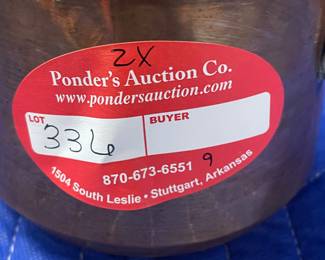 2X
Ponder's Auction Co.
www.pondersauction.com
LOT BUYER
336
870-673-6551
9
1504 South Leslie • Stuttgart, Arkansas